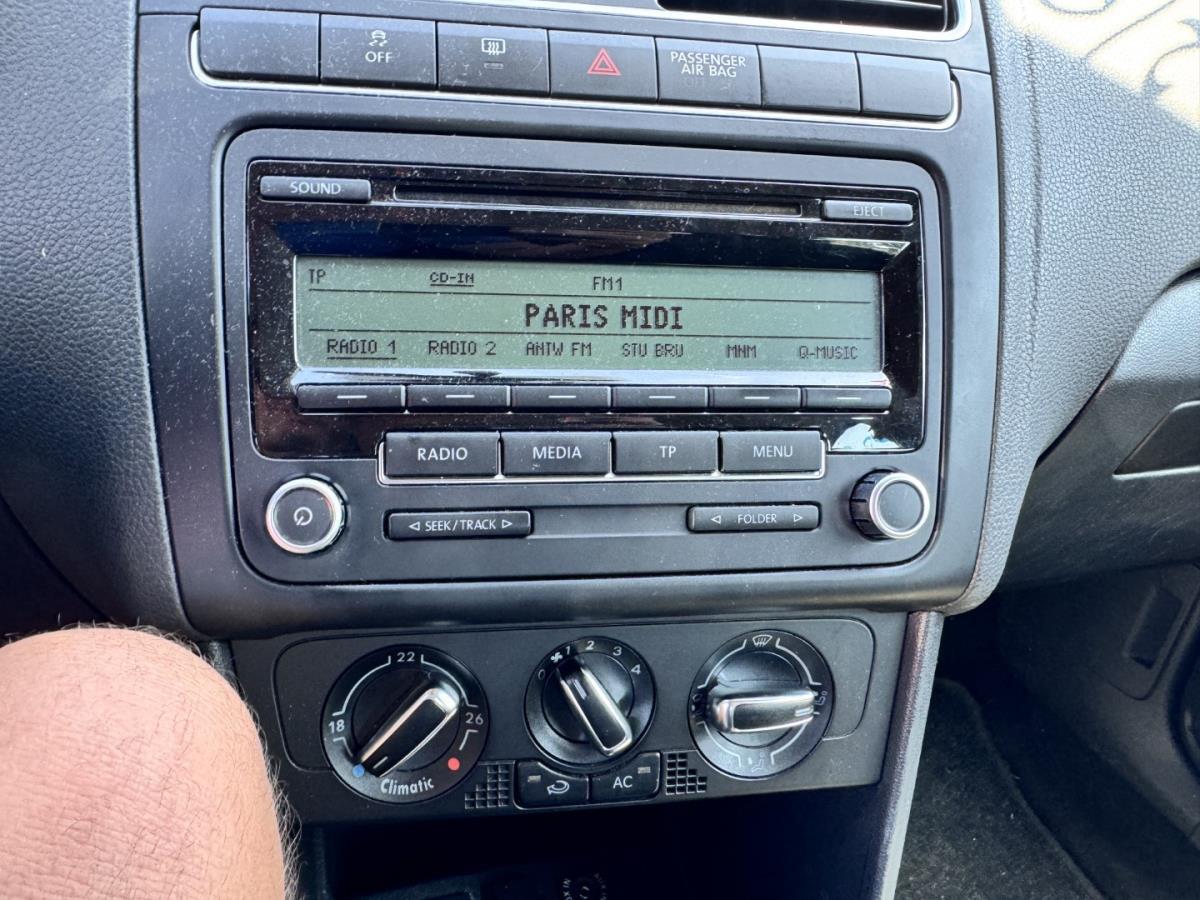 OFF
PASSENGER
AIR BAG
SOUND
EJECT
TP CD-IN FM1
PARIS MIDI
RADIO 1 RADIO 2 ANTW FM STU BRU MNM Q-MUSIC
RADIO MEDIA TP MENU
SEEK/TRACK FOLDER
18 22 26
Climatic
0 1 2 3 4
AC